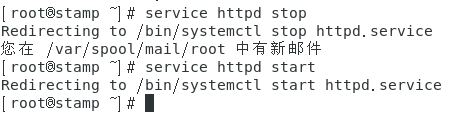 [root@stamp ~]# service httpd stop
Redirecting to /bin/systemctl stop httpd.service
您在 /var/spool/mail/root 中有新邮件
[root@stamp ~]# service httpd start
Redirecting to /bin/systemctl start httpd.service
[root@stamp ~]#